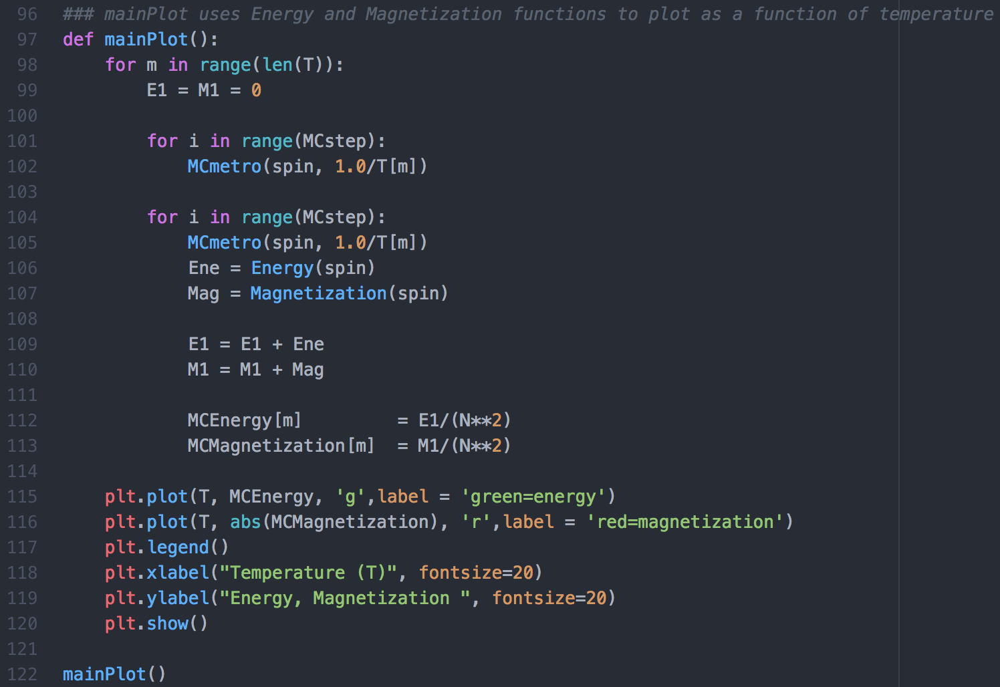 96 ### mainPlot uses Energy and Magnetization functions to plot as a function of temperature
97 def mainPlot():
98     for m in range(len(T)):
99         E1 = M1 = 0
100
101         for i in range(MCstep):
102             MCmetro(spin, 1.0/T[m])
103
104         for i in range(MCstep):
105             MCmetro(spin, 1.0/T[m])
106             Ene = Energy(spin)
107             Mag = Magnetization(spin)
108
109             E1 = E1 + Ene
110             M1 = M1 + Mag
111
112             MCEnergy[m]         = E1/(N**2)
113             MCMagnetization[m]  = M1/(N**2)
114
115     plt.plot(T, MCEnergy, 'g',label = 'green=energy')
116     plt.plot(T, abs(MCMagnetization), 'r',label = 'red=magnetization')
117     plt.legend()
118     plt.xlabel("Temperature (T)", fontsize=20)
119     plt.ylabel("Energy, Magnetization ", fontsize=20)
120     plt.show()
121
122 mainPlot()